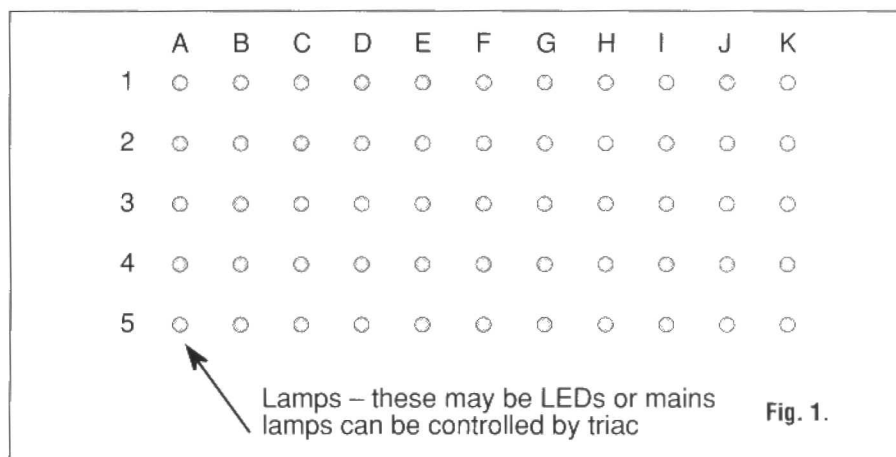 A B C D E F G H I J K
1
2
3
4
5
Lamps – these may be LEDs or mains
lamps can be controlled by triac
Fig. 1.